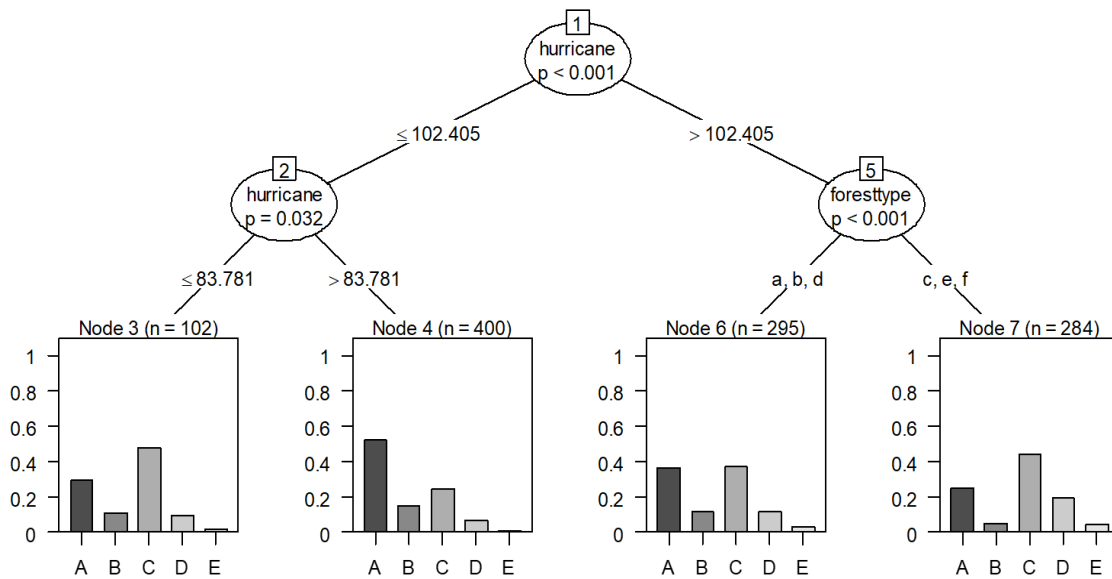 1
hurricane
p < 0.001
≤ 102.405
> 102.405
2
hurricane
p = 0.032
5
foresttype
p < 0.001
≤ 83.781
> 83.781
a, b, d
c, e, f
Node 3 (n = 102)
1
0.8
0.6
0.4
0.2
0
A B C D E
Node 4 (n = 400)
1
0.8
0.6
0.4
0.2
0
A B C D E
Node 6 (n = 295)
1
0.8
0.6
0.4
0.2
0
A B C D E
Node 7 (n = 284)
1
0.8
0.6
0.4
0.2
0
A B C D E